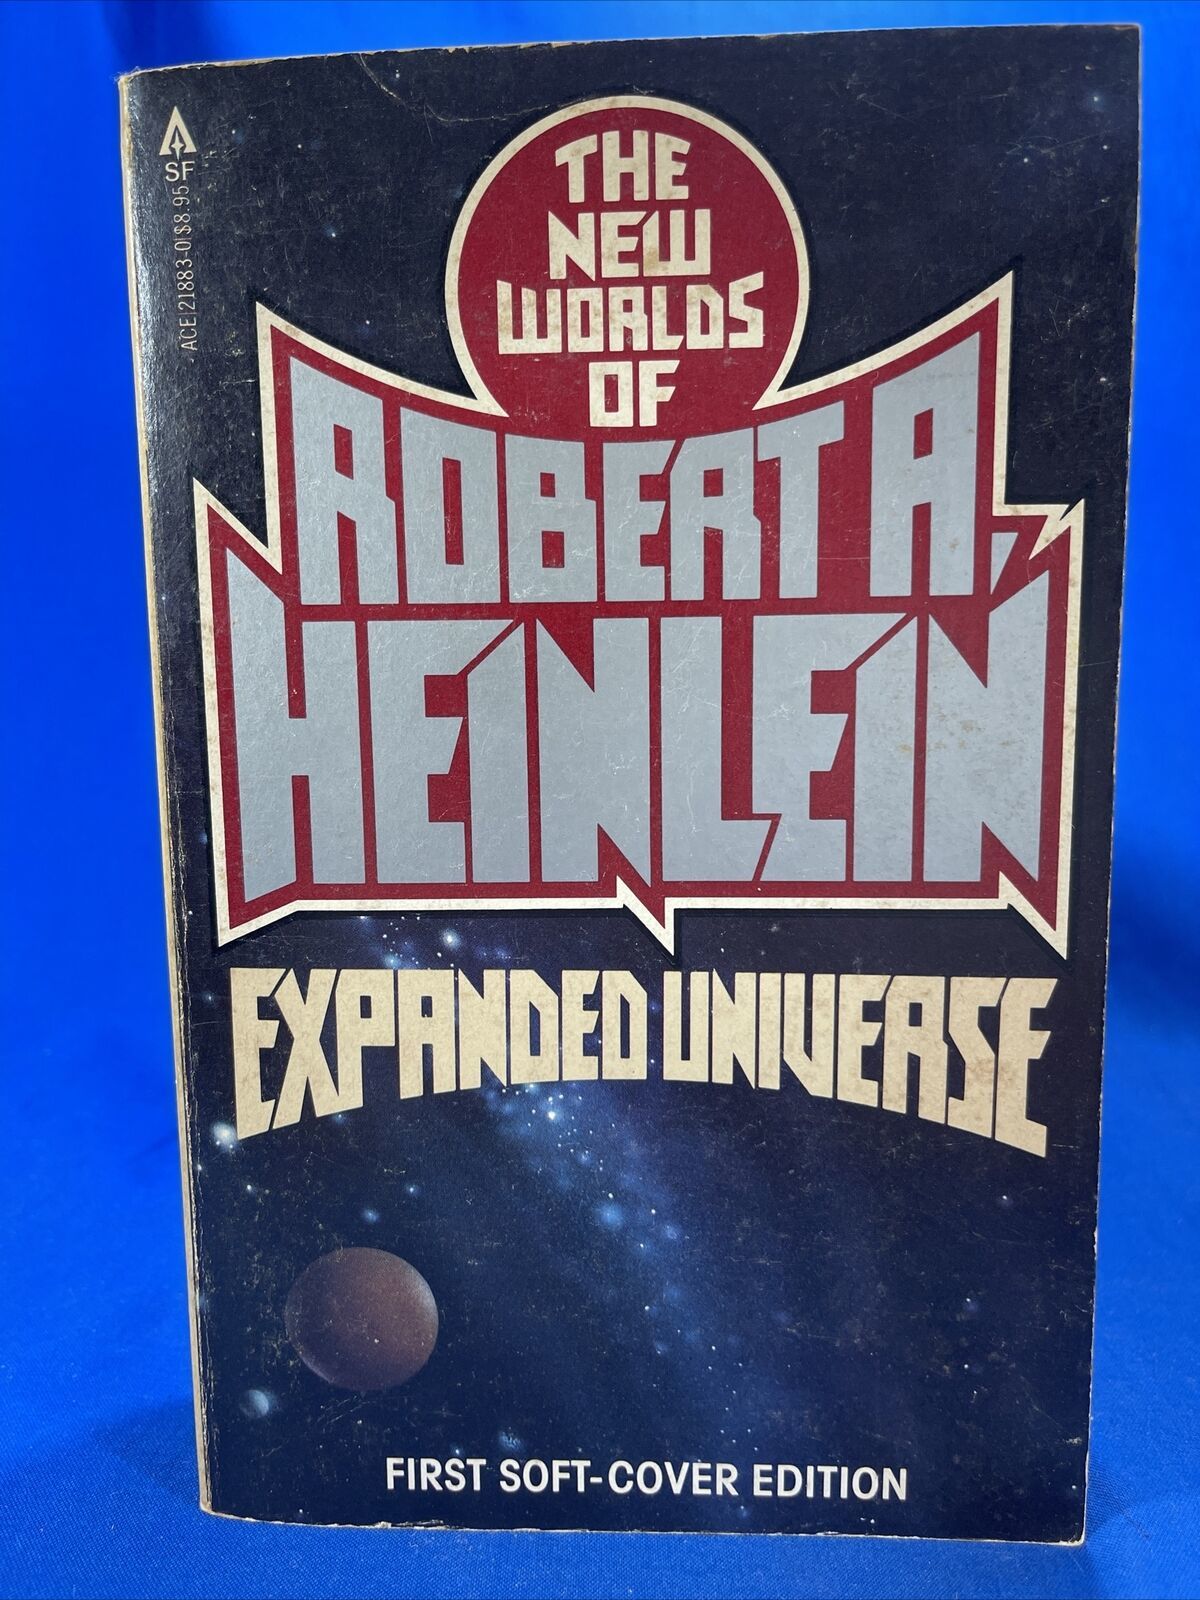 SF
ACE|21883-0|$8.95
THE
NEW
WORLDS
OF
ROBERT A.
HEINLEIN
EXPANDED UNIVERSE
FIRST SOFT-COVER EDITION